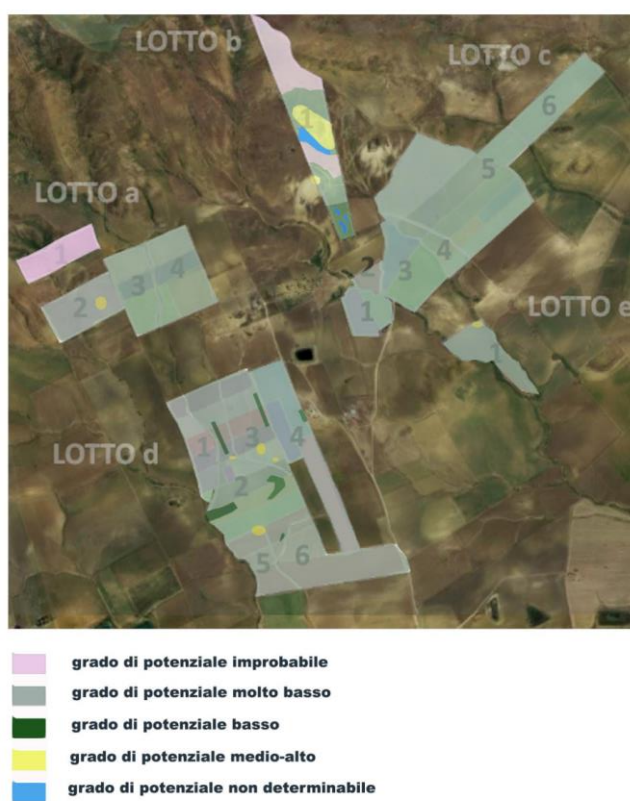 LOTTO b
LOTTO c
6
1
5
LOTTO a
1
4
2
3
4
3
2
1
LOTTO e
1
LOTTO d
1
3
4
2
5
6
grado di potenziale improbabile
grado di potenziale molto basso
grado di potenziale basso
grado di potenziale medio-alto
grado di potenziale non determinabile